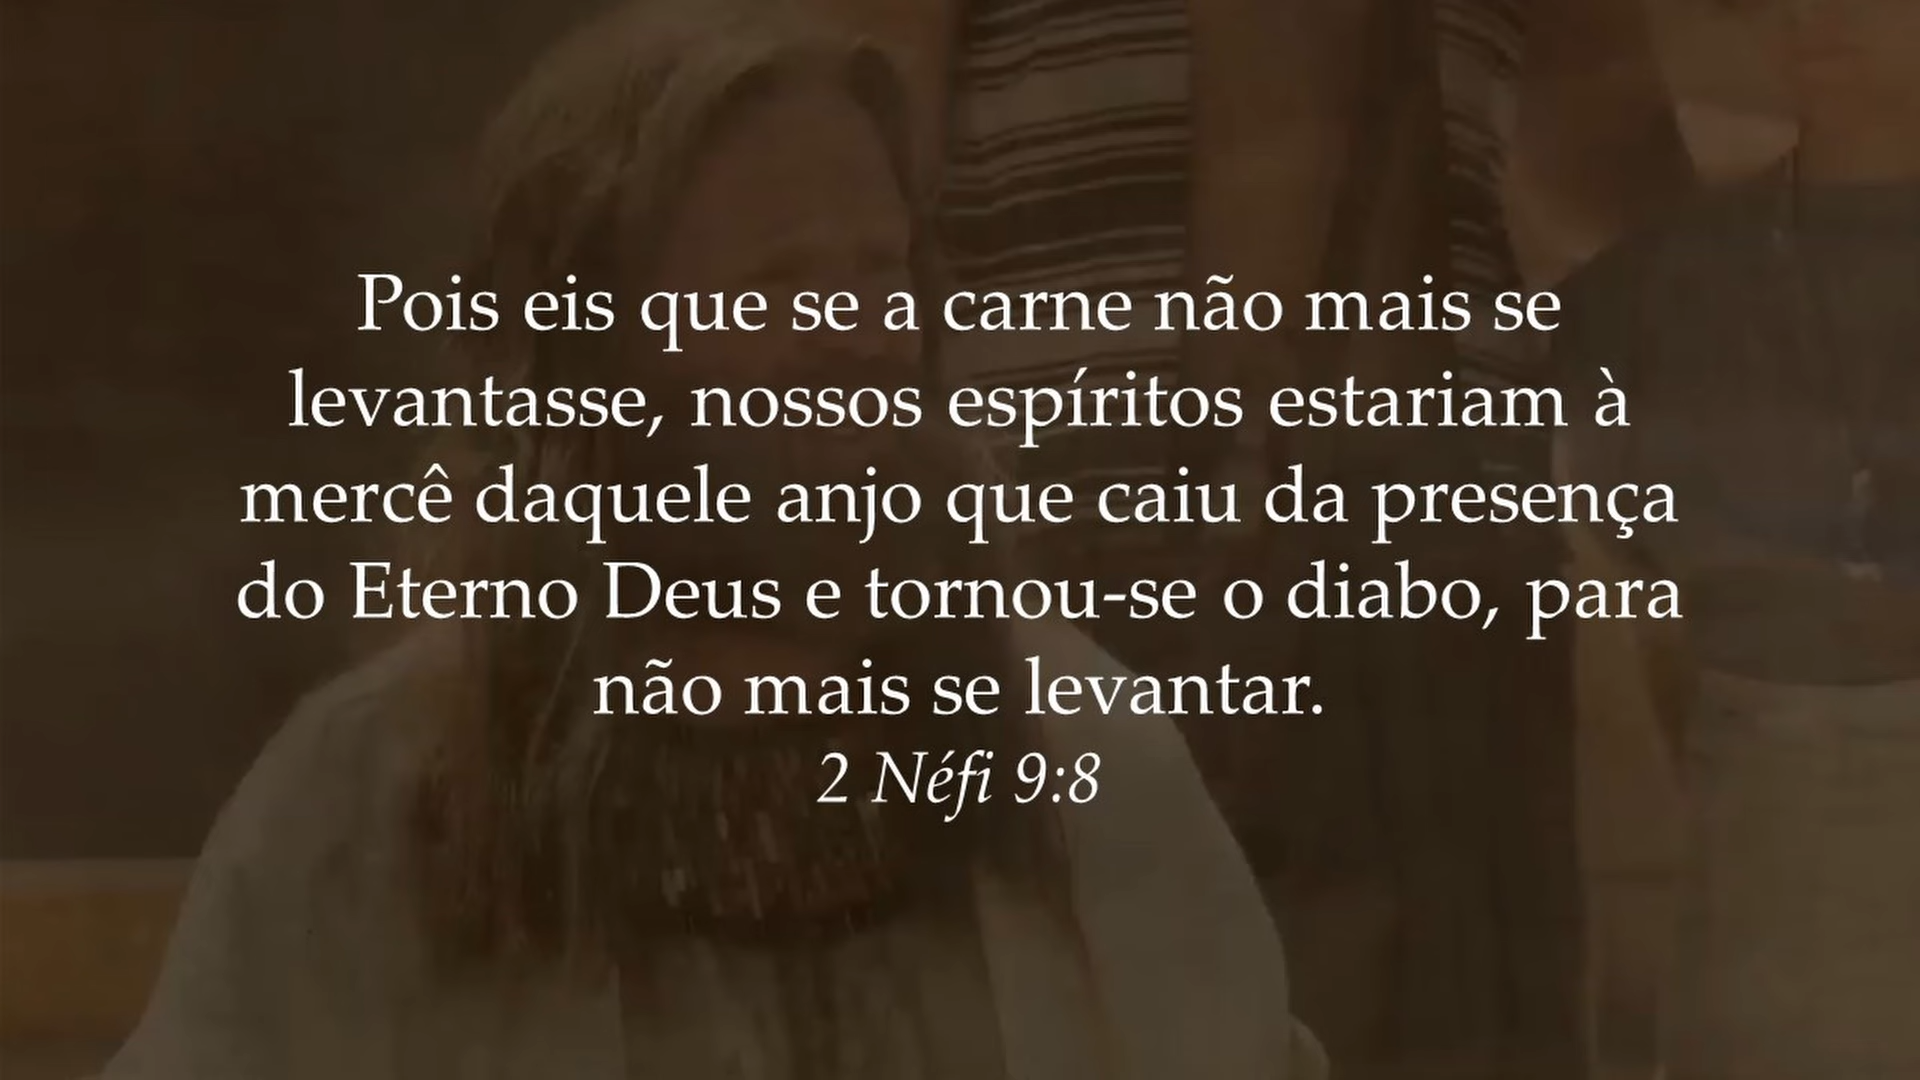 Pois eis que se a carne não mais se
levantasse, nossos espíritos estariam à
mercê daquele anjo que caiu da presença
do Eterno Deus e tornou-se o diabo, para
não mais se levantar.
2 Néfi 9:8